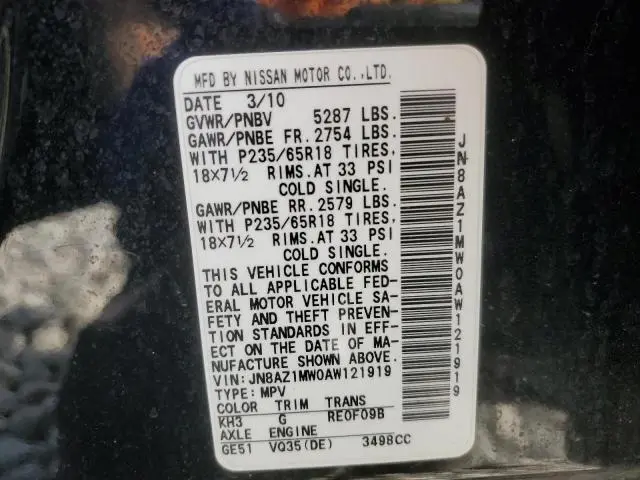 MFD BY NISSAN MOTOR CO.,LTD.
DATE 3/10
GVWR/PNBV 5287 LBS.
GAWR/PNBE FR. 2754 LBS.
WITH P235/65R18 TIRES,
18X7½ RIMS.AT 33 PSI
COLD SINGLE.
GAWR/PNBE RR. 2579 LBS.
WITH P235/65R18 TIRES,
18X7½ RIMS.AT 33 PSI
COLD SINGLE.
THIS VEHICLE CONFORMS
TO ALL APPLICABLE FED-
ERAL MOTOR VEHICLE SA-
FETY AND THEFT PREVEN-
TION STANDARDS IN EFF-
ECT ON THE DATE OF MA-
NUFACTURE SHOWN ABOVE.
VIN: JN8AZ1MW0AW121919
TYPE: MPV
COLOR TRIM TRANS
KH3 G RE0F09B
AXLE ENGINE
GE51 VQ35(DE) 3498CC
JN8AZ1MW0AW121919